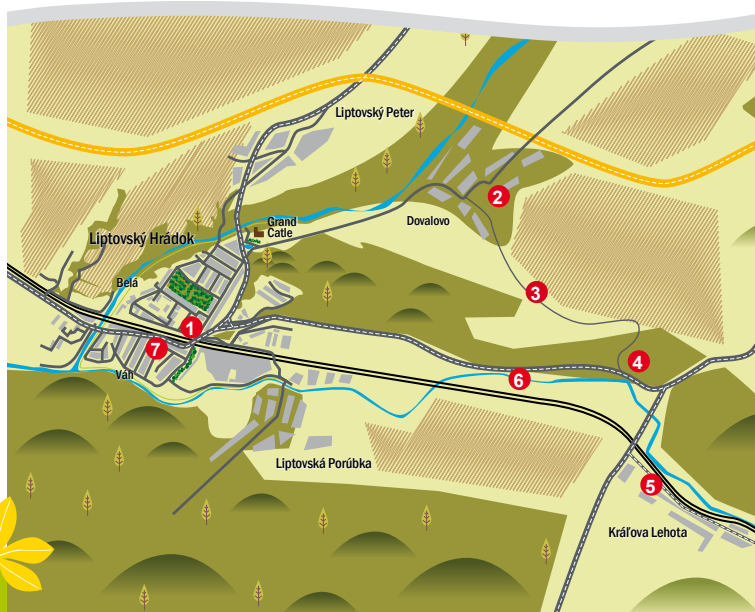 Liptovský Peter
2
Grand
Catle
Dovalovo
Liptovský Hrádok
Belá
3
1
7
4
Váh
6
Liptovská Porúbka
5
Kráľova Lehota